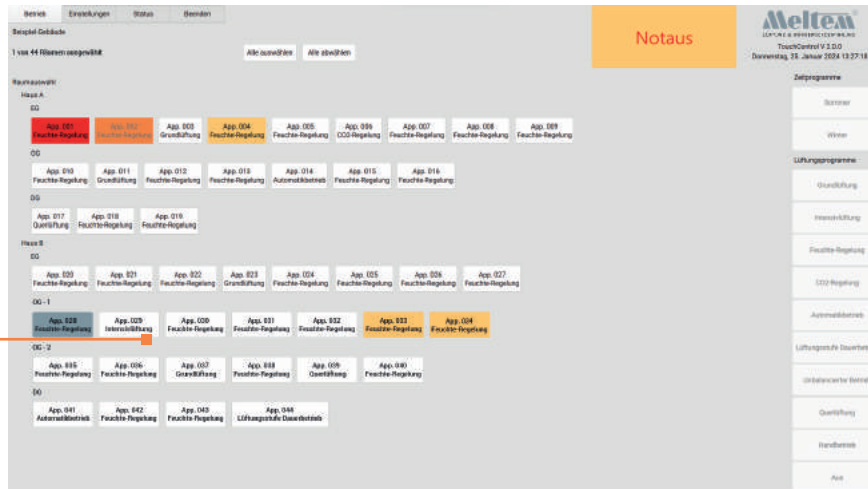 Betrieb Einstellungen Status Beenden
Beispiel-Gebäude
1 von 44 Räumen ausgewählt
Alle auswählen Alle abwählen
Notaus
Meltem
LÜFTUNG & WÄRMERÜCKGEWINNUNG
TouchControl V 2.0.0
Donnerstag, 25. Januar 2024 13:27:18
Raumauswahl
Haus A
EG
App. 001 App. 002 App. 003 App. 004 App. 005 App. 006 App. 007 App. 008 App. 009
Feuchte-Regelung Feuchte-Regelung Grundlüftung Feuchte-Regelung Feuchte-Regelung CO2-Regelung Feuchte-Regelung Feuchte-Regelung Feuchte-Regelung
OG
App. 010 App. 011 App. 012 App. 013 App. 014 App. 015 App. 016
Feuchte-Regelung Grundlüftung Feuchte-Regelung Feuchte-Regelung Automatikbetrieb Feuchte-Regelung Feuchte-Regelung
DG
App. 017 App. 018 App. 019
Querlüftung Feuchte-Regelung Feuchte-Regelung
Haus B
EG
App. 020 App. 021 App. 022 App. 023 App. 024 App. 025 App. 026 App. 027
Feuchte-Regelung Feuchte-Regelung Feuchte-Regelung Grundlüftung Feuchte-Regelung Feuchte-Regelung Feuchte-Regelung Feuchte-Regelung
OG - 1
App. 028 App. 029 App. 030 App. 031 App. 032 App. 033 App. 034
Feuchte-Regelung Intensivlüftung Feuchte-Regelung Feuchte-Regelung Feuchte-Regelung Feuchte-Regelung Feuchte-Regelung
OG - 2
App. 035 App. 036 App. 037 App. 038 App. 039 App. 040
Feuchte-Regelung Feuchte-Regelung Grundlüftung Feuchte-Regelung Querlüftung Feuchte-Regelung
DG
App. 041 App. 042 App. 043 App. 044
Automatikbetrieb Feuchte-Regelung Feuchte-Regelung Lüftungsstufe Dauerbetrieb
Zeitprogramme
Sommer
Winter
Lüftungsprogramme
Grundlüftung
Intensivlüftung
Feuchte-Regelung
CO2-Regelung
Automatikbetrieb
Lüftungsstufe
Unbalancierter
Querlüftung
Handbetrieb
Aus